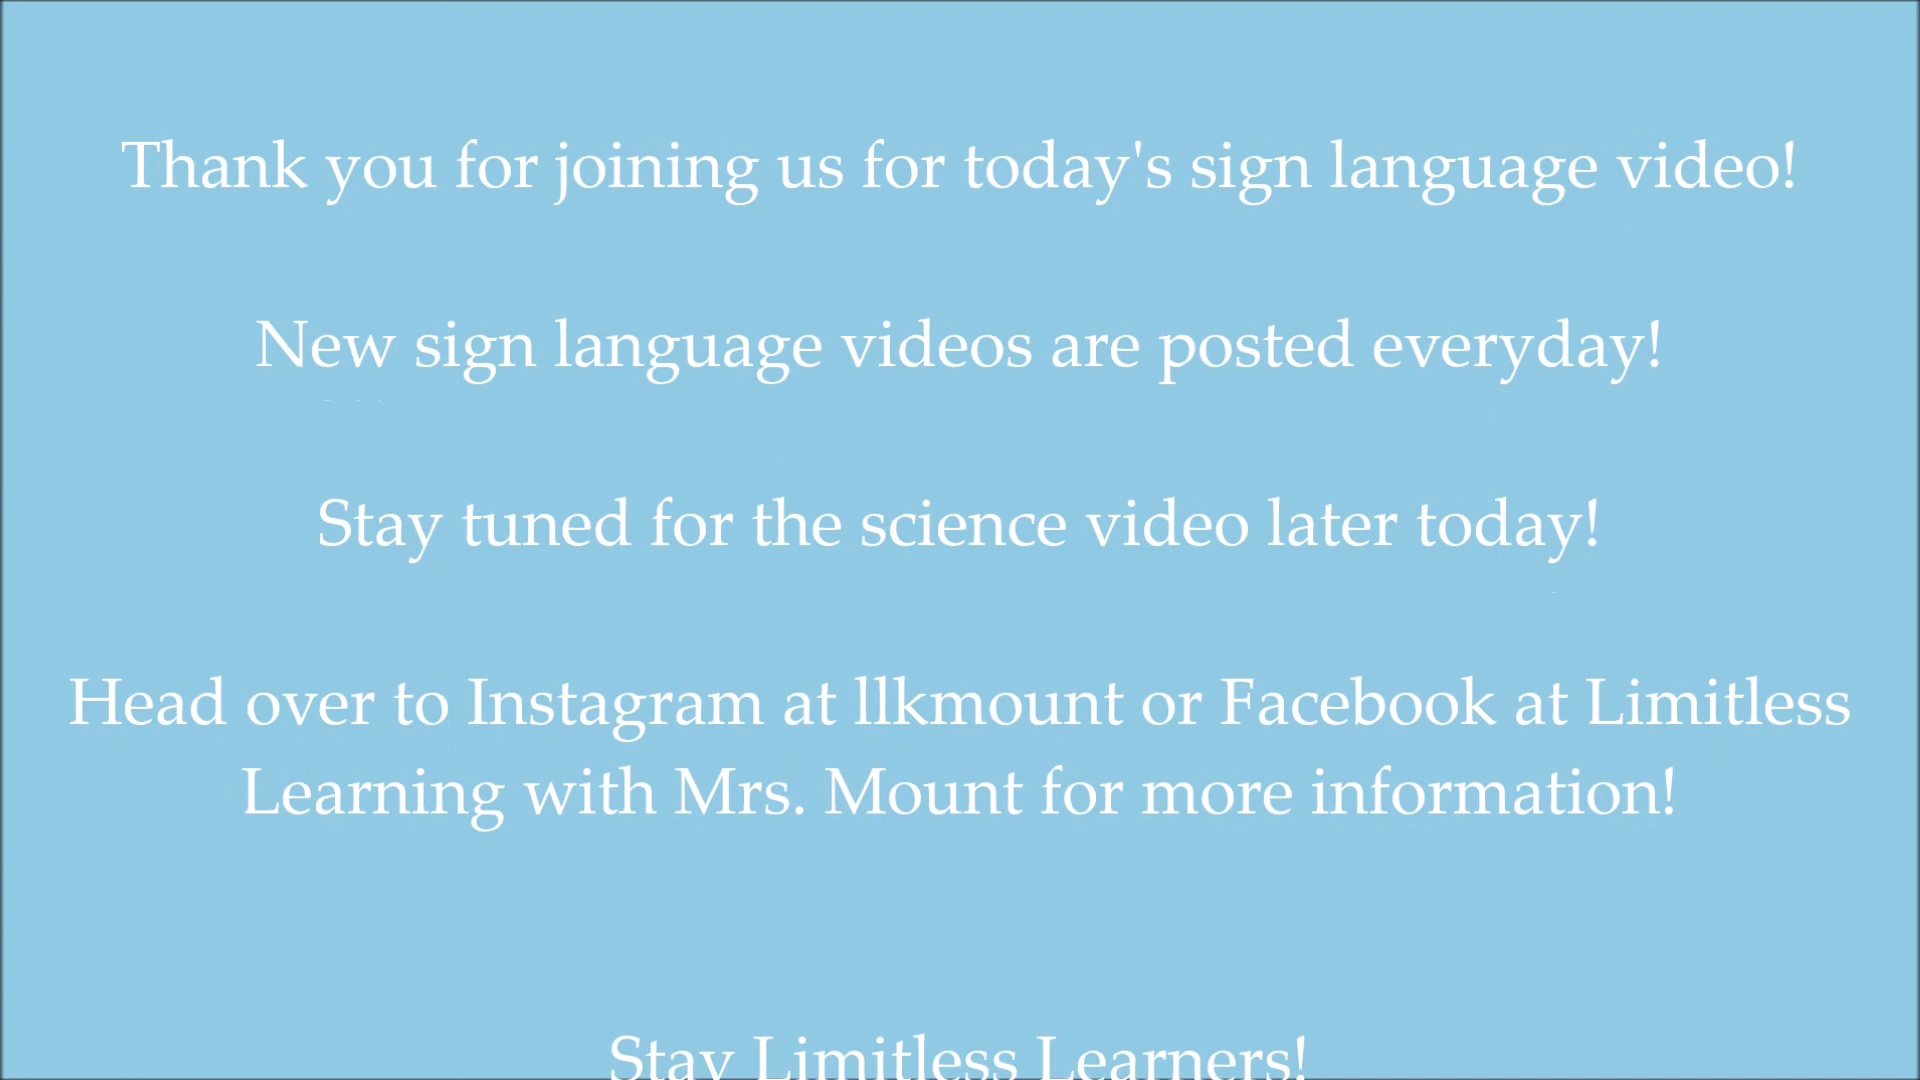 Thank you for joining us for today's sign language video!
New sign language videos are posted everyday!
Stay tuned for the science video later today!
Head over to Instagram at llkmount or Facebook at Limitless
Learning with Mrs. Mount for more information!
Stay Limitless Learners!